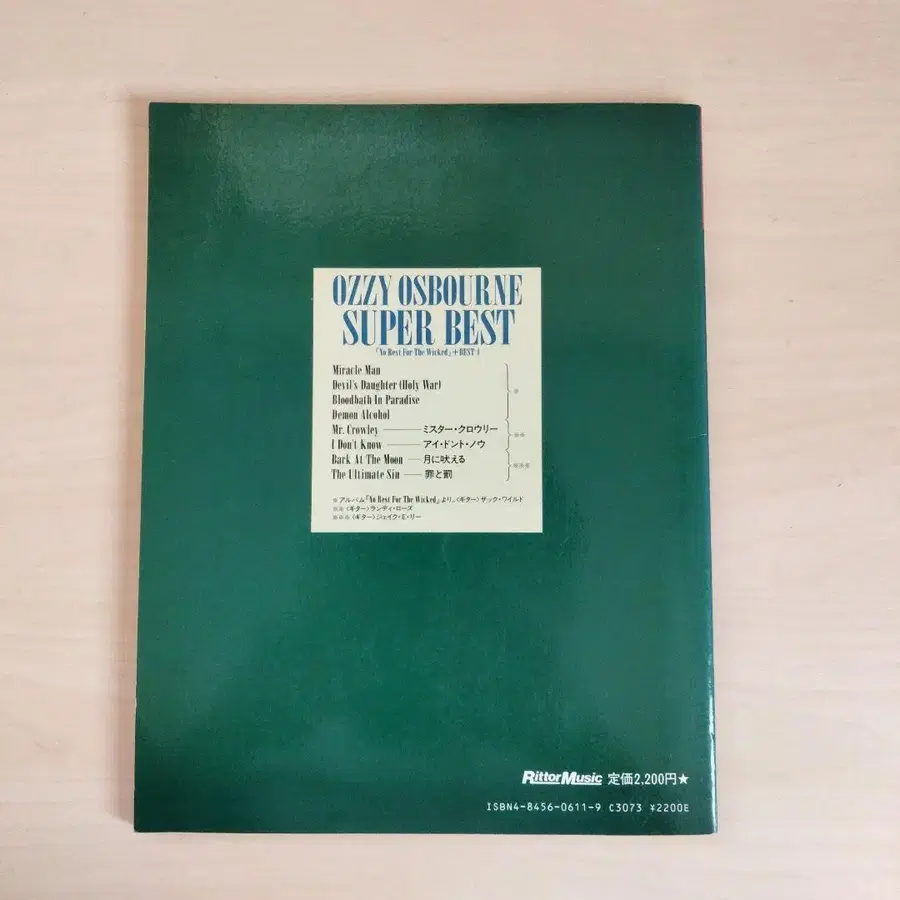 OZZY OSBOURNE
SUPER BEST
「No Rest For The Wicked」+BEST 4
Miracle Man
Devil's Daughter (Holy War)
Bloodbath In Paradise
Demon Alcohol
※
Mr. Crowley ミスター・クロウリー
I Don't Know アイ・ドント・ノウ
※※
Bark At The Moon 月に吠える
The Ultimate Sin 罪と罰
※※※
※アルバム「No Rest For The Wicked」より。〈ギター〉ザック・ワイルド
※※〈ギター〉ランディ・ローズ
※※※〈ギター〉ジェイク・E・リー
RittorMusic 定価2,200円★
ISBN4-8456-0611-9 C3073 ¥2200E